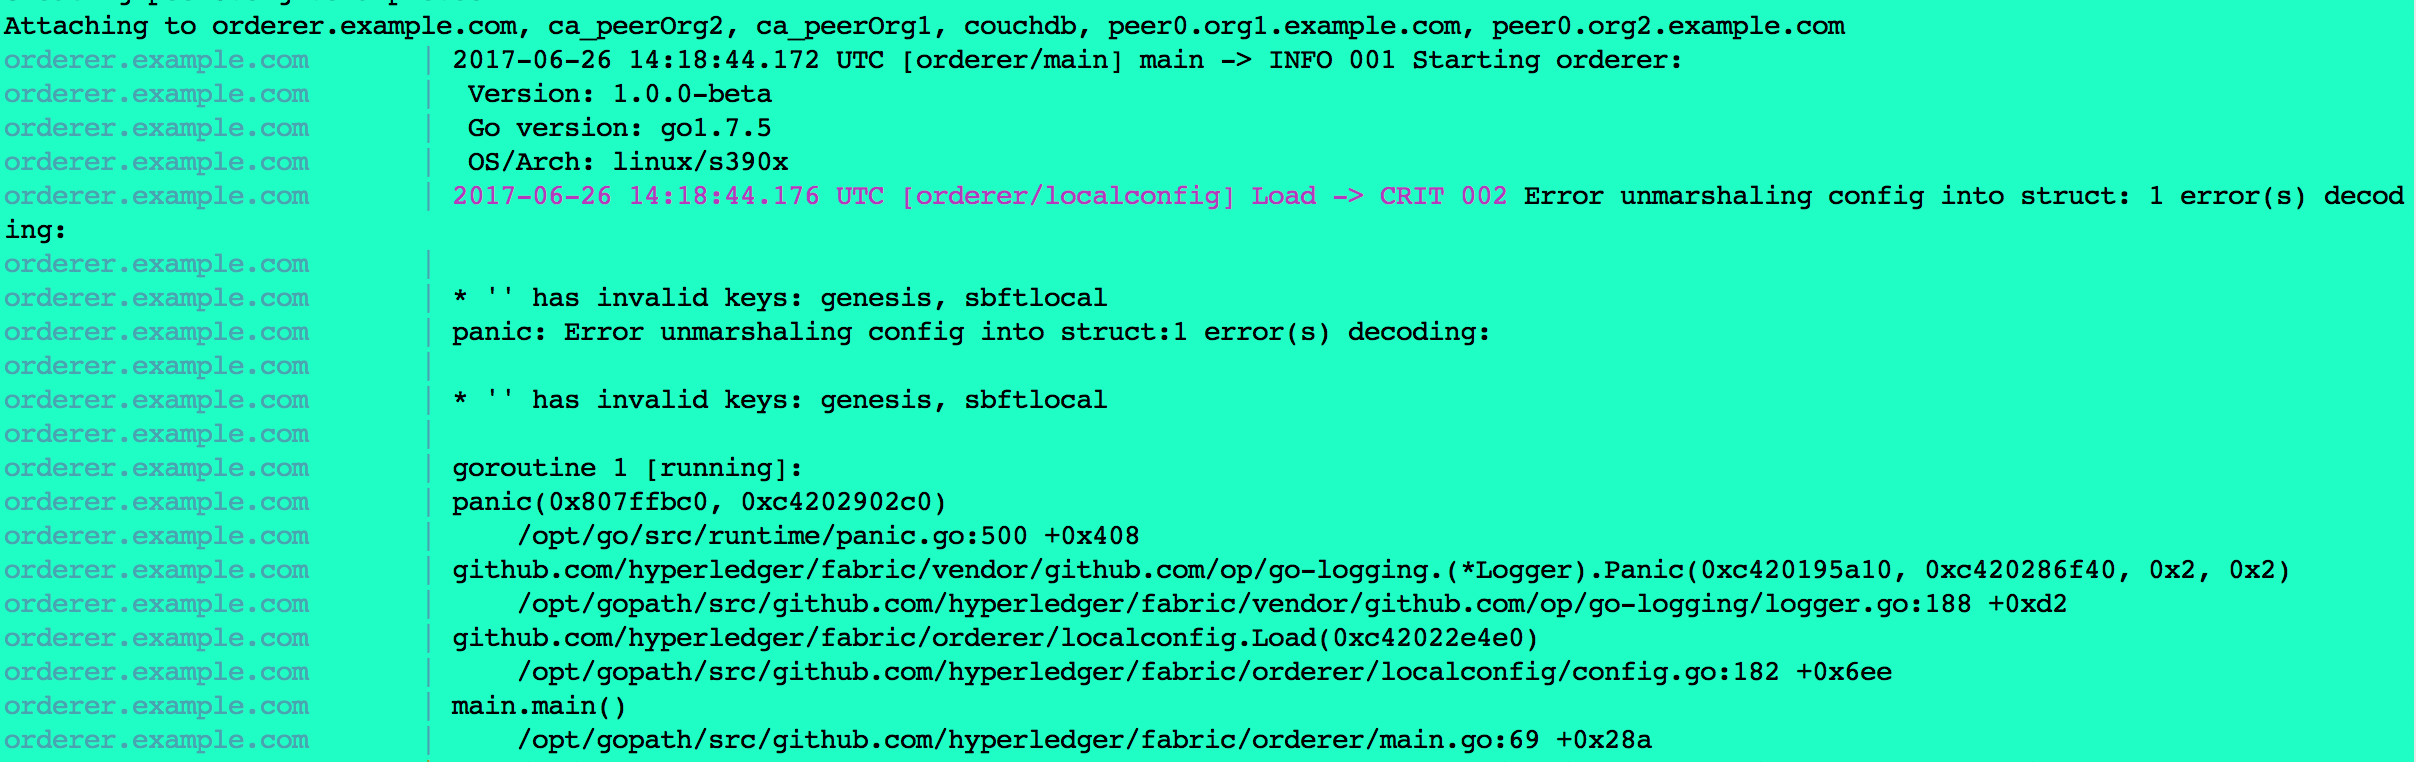 Attaching to orderer.example.com, ca_peerOrg2, ca_peerOrg1, couchdb, peer0.org1.example.com, peer0.org2.example.com
orderer.example.com | 2017-06-26 14:18:44.172 UTC [orderer/main] main -> INFO 001 Starting orderer:
orderer.example.com | Version: 1.0.0-beta
orderer.example.com | Go version: go1.7.5
orderer.example.com | OS/Arch: linux/s390x
orderer.example.com | 2017-06-26 14:18:44.176 UTC [orderer/localconfig] Load -> CRIT 002 Error unmarshaling config into struct: 1 error(s) decod
ing:
orderer.example.com |
orderer.example.com | * '' has invalid keys: genesis, sbftlocal
orderer.example.com | panic: Error unmarshaling config into struct:1 error(s) decoding:
orderer.example.com |
orderer.example.com | * '' has invalid keys: genesis, sbftlocal
orderer.example.com |
orderer.example.com | goroutine 1 [running]:
orderer.example.com | panic(0x807ffbc0, 0xc4202902c0)
orderer.example.com | /opt/go/src/runtime/panic.go:500 +0x408
orderer.example.com | github.com/hyperledger/fabric/vendor/github.com/op/go-logging.(*Logger).Panic(0xc420195a10, 0xc420286f40, 0x2, 0x2)
orderer.example.com | /opt/gopath/src/github.com/hyperledger/fabric/vendor/github.com/op/go-logging/logger.go:188 +0xd2
orderer.example.com | github.com/hyperledger/fabric/orderer/localconfig.Load(0xc42022e4e0)
orderer.example.com | /opt/gopath/src/github.com/hyperledger/fabric/orderer/localconfig/config.go:182 +0x6ee
orderer.example.com | main.main()
orderer.example.com | /opt/gopath/src/github.com/hyperledger/fabric/orderer/main.go:69 +0x28a